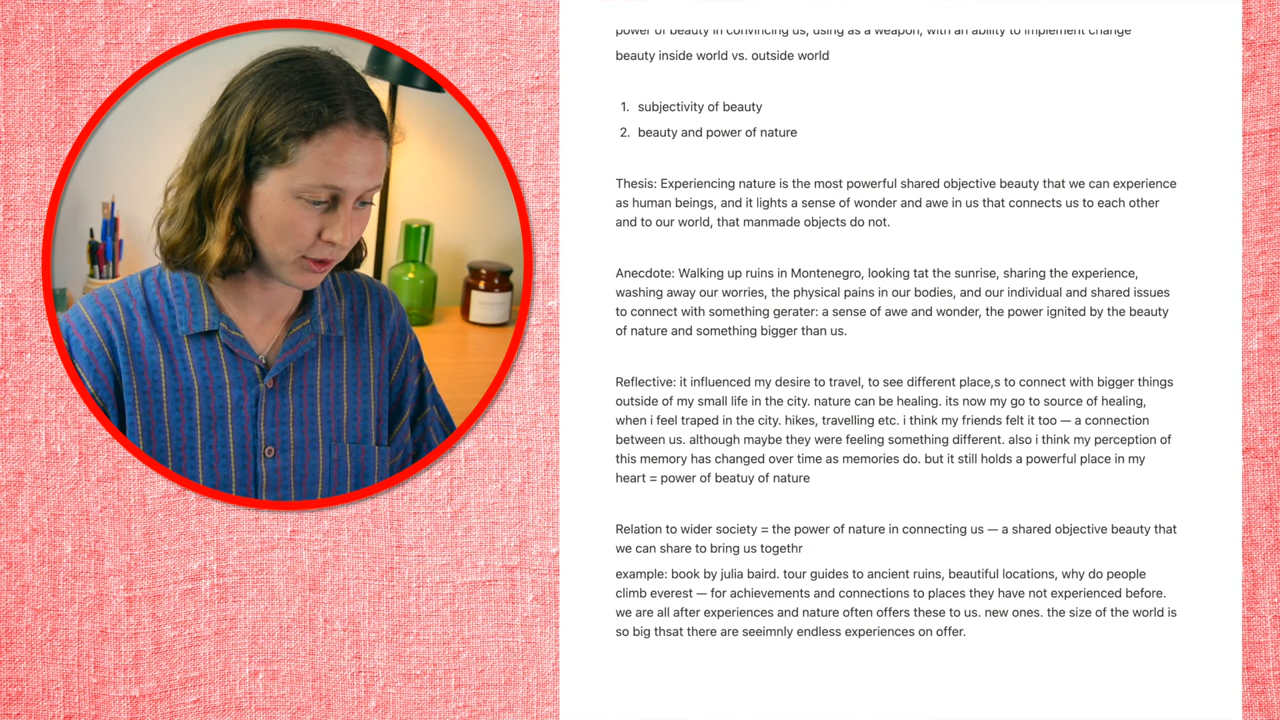 power of beauty in convincing us, using as a weapon, with an ability to implement change
beauty inside world vs. outside world
1. subjectivity of beauty
2. beauty and power of nature
Thesis: Experiencing nature is the most powerful shared objective beauty that we can experience
as human beings, and it lights a sense of wonder and awe in us that connects us to each other
and to our world, that manmade objects do not.
Anecdote: Walking up ruins in Montenegro, looking tat the sunrise, sharing the experience,
washing away our worries, the physical pains in our bodies, and our individual and shared issues
to connect with something gerater: a sense of awe and wonder, the power ignited by the beauty
of nature and something bigger than us.
Reflective: it influenced my desire to travel, to see different place,s to connect with bigger things
outside of my small life in the city. nature can be healing. its now my go to source of healing,
when i feel traped in the city. hikes, travelling etc. i think my friends felt it too — a connection
between us. although maybe they were feeling something different. also i think my perception of
this memory has changed over time as memories do. but it still holds a powerful place in my
heart = power of beatuy of nature
Relation to wider society = the power of nature in connecting us — a shared objective beauty that
we can share to bring us togethr
example: book by julia baird. tour guides to ancient ruins, beautiful locations, why do people
climb everest — for achievements and connections to places they have not experienced before.
we are all after experiences and nature often offers these to us. new ones. the size of the world is
so big thsat there are seeimnly endless experiences on offer.